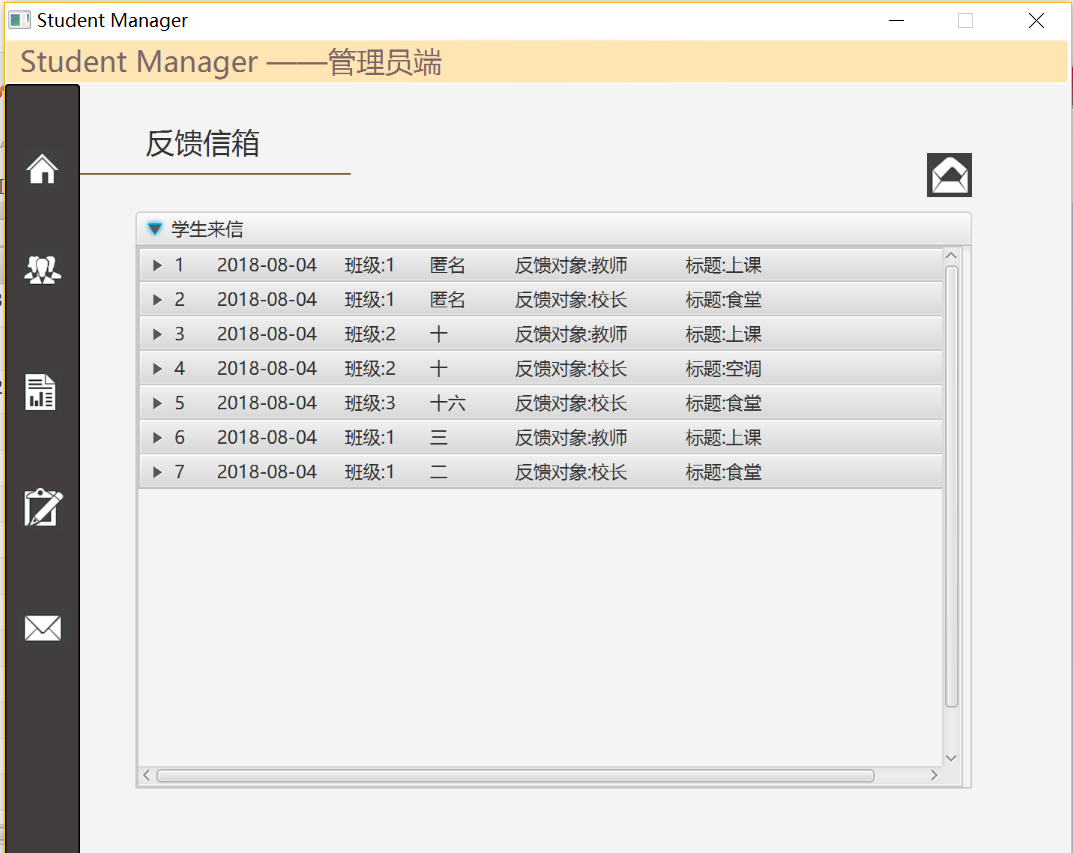 Student Manager
Student Manager ——管理员端
反馈信箱
学生来信
1 2018-08-04 班级:1 匿名 反馈对象:教师 标题:上课
2 2018-08-04 班级:1 匿名 反馈对象:校长 标题:食堂
3 2018-08-04 班级:2 十 反馈对象:教师 标题:上课
4 2018-08-04 班级:2 十 反馈对象:校长 标题:空调
5 2018-08-04 班级:3 十六 反馈对象:校长 标题:食堂
6 2018-08-04 班级:1 三 反馈对象:教师 标题:上课
7 2018-08-04 班级:1 二 反馈对象:校长 标题:食堂